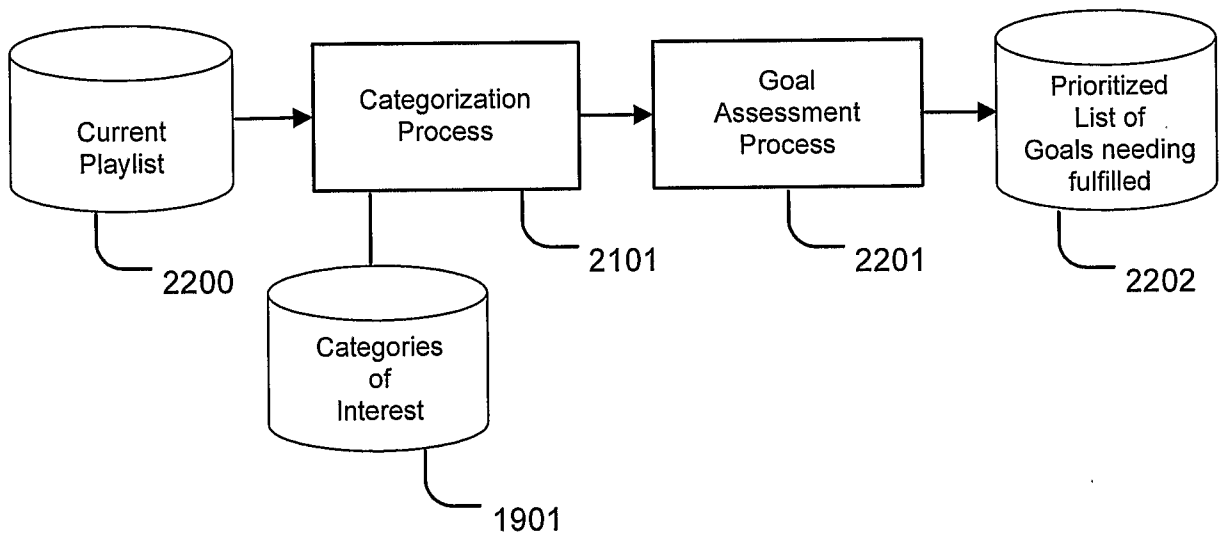 Current
Playlist
Categorization
Process
Goal
Assessment
Process
Prioritized
List of
Goals needing
fulfilled
2200
2101
2201
2202
Categories
of
Interest
1901